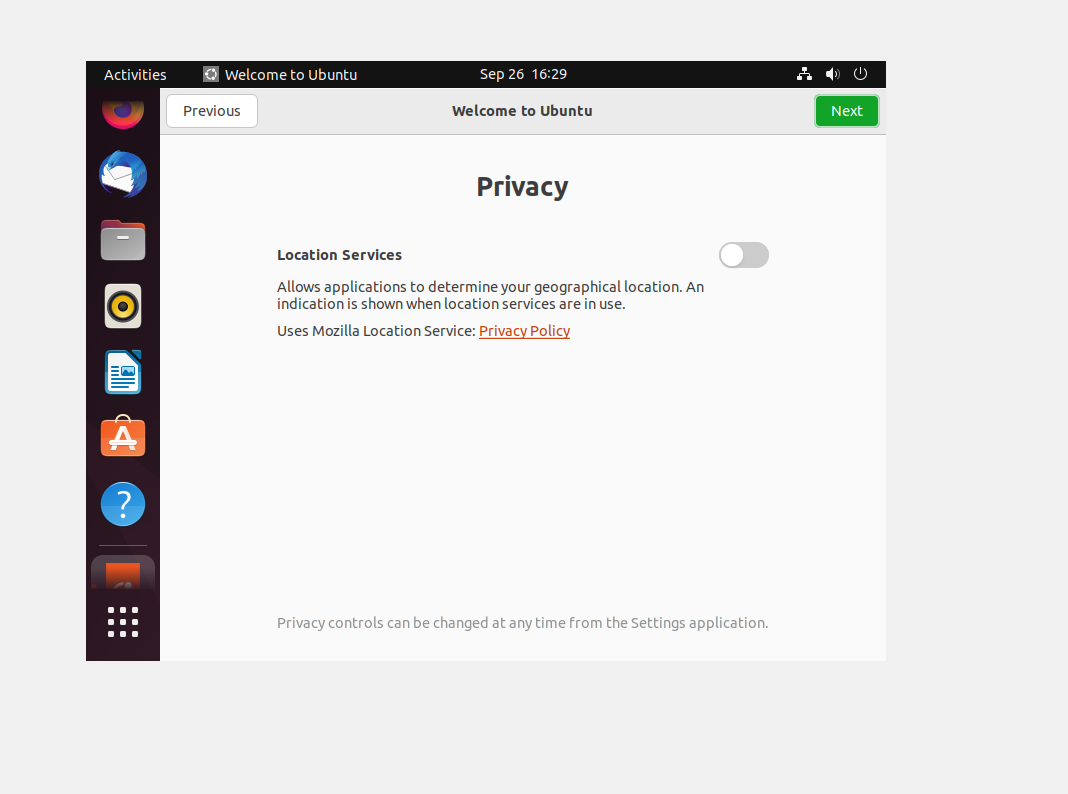 Activities
Welcome to Ubuntu
Sep 26 16:29
Previous
Welcome to Ubuntu
Next
Privacy
Location Services
Allows applications to determine your geographical location. An
indication is shown when location services are in use.
Uses Mozilla Location Service: Privacy Policy
Privacy controls can be changed at any time from the Settings application.